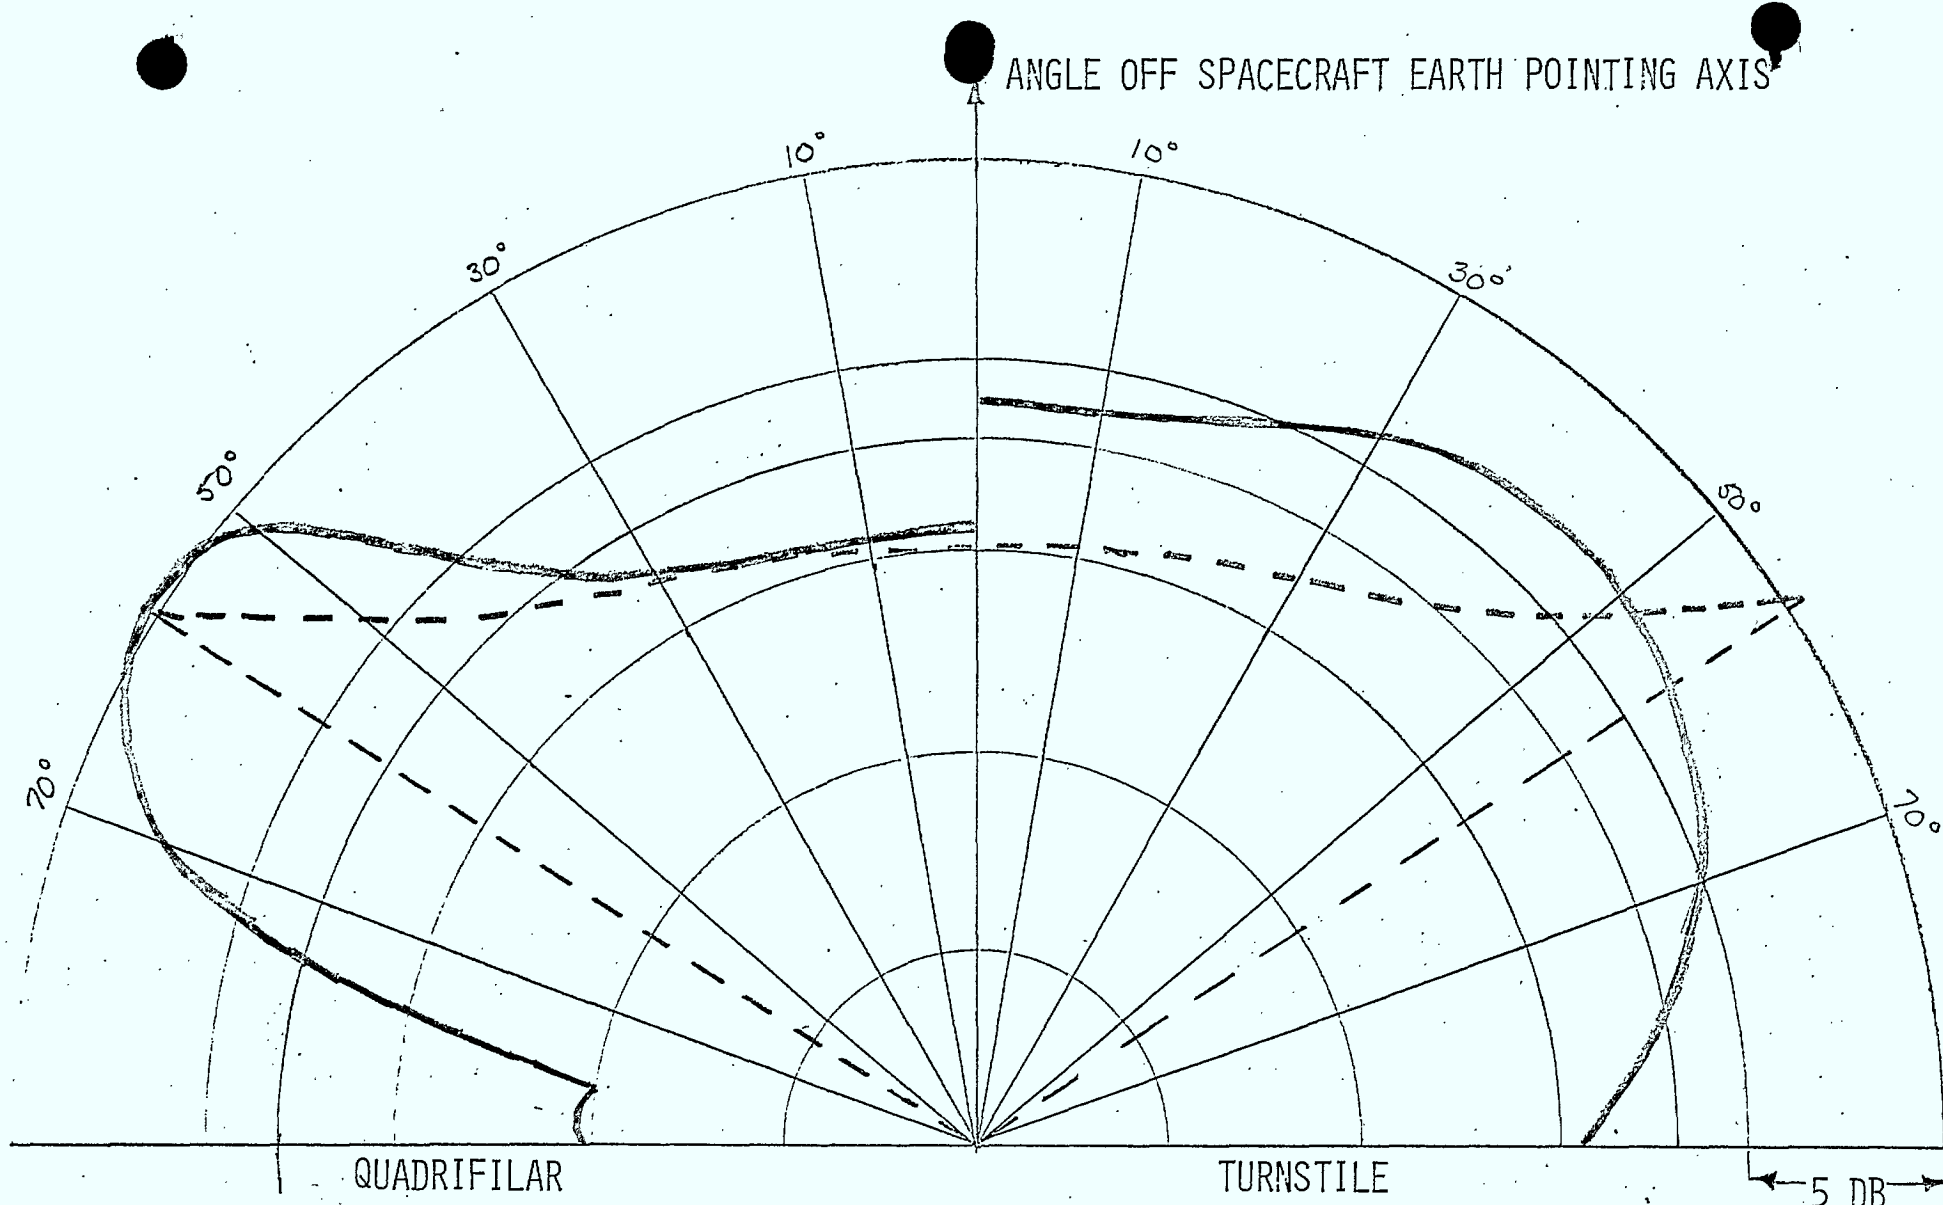 ANGLE OFF SPACECRAFT EARTH POINTING AXIS
10° 10°
30° 30°
50° 50°
70° 70°
QUADRIFILAR TURNSTILE
5 DB